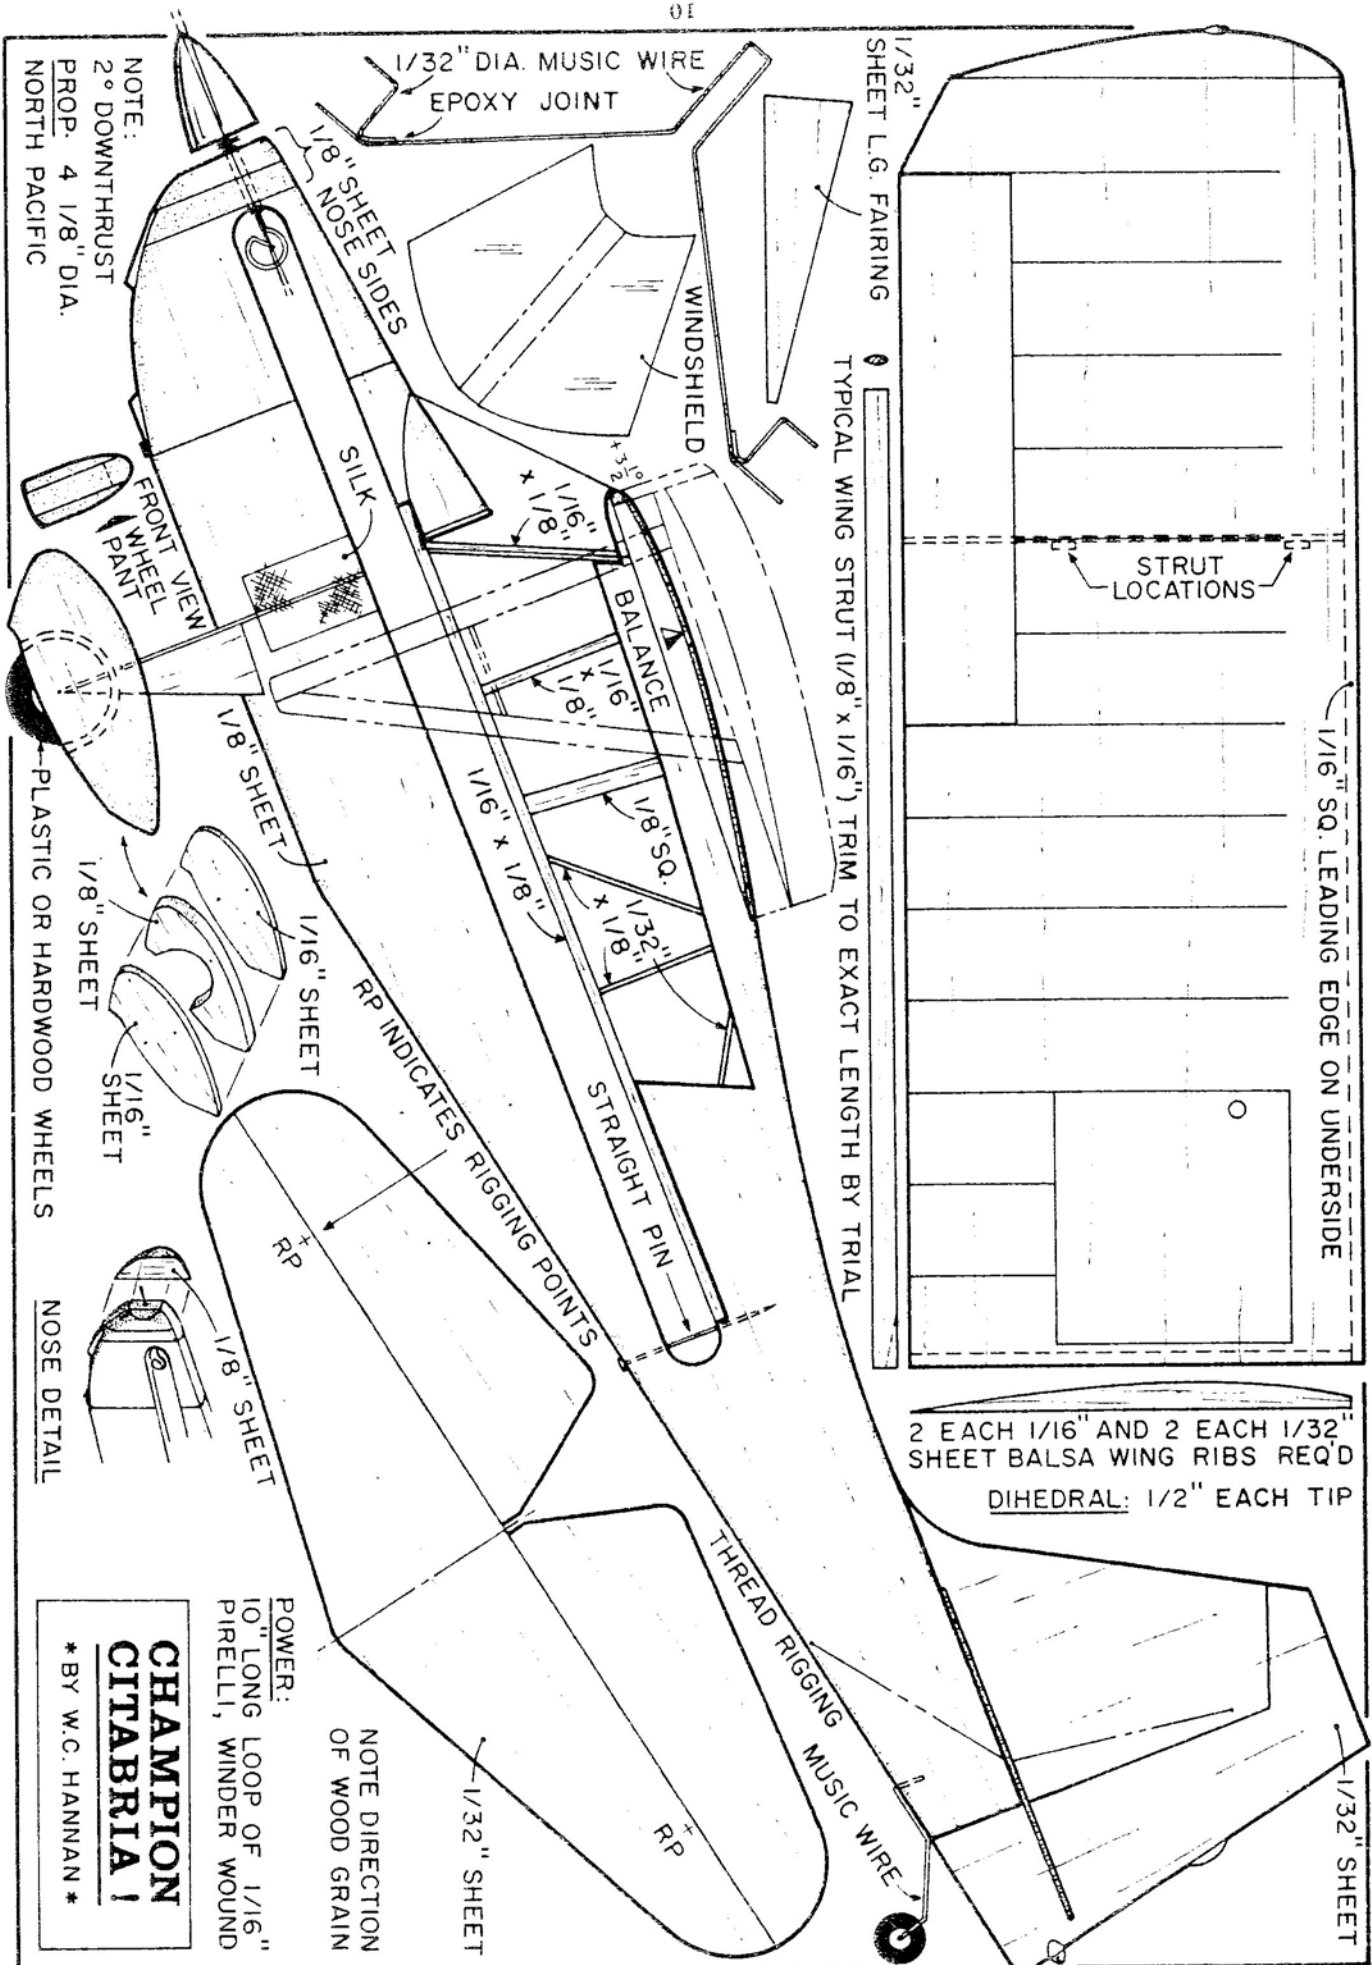 10
1/32" DIA. MUSIC WIRE
EPOXY JOINT
1/32"
SHEET L.G. FAIRING
NOTE:
2° DOWNTHRUST
PROP: 4 1/8" DIA.
NORTH PACIFIC
1/8" SHEET
NOSE SIDES
WINDSHIELD
TYPICAL WING STRUT (1/8" x 1/16") TRIM TO EXACT LENGTH BY TRIAL
STRUT
LOCATIONS
1/16" SQ. LEADING EDGE ON UNDERSIDE
SILK
+3 1/2°
1/16"
x 1/8"
BALANCE
FRONT VIEW
WHEEL
PANT
1/16"
x 1/8"
1/8" SQ.
1/16" x 1/8"
1/32"
x 1/8"
1/8" SHEET
PLASTIC OR HARDWOOD WHEELS
1/8" SHEET
1/16" SHEET
1/16"
SHEET
RP INDICATES RIGGING POINTS
STRAIGHT PIN
RP
1/8" SHEET
NOSE DETAIL
2 EACH 1/16" AND 2 EACH 1/32"
SHEET BALSA WING RIBS REQ'D
DIHEDRAL: 1/2" EACH TIP
THREAD RIGGING
MUSIC WIRE
RP
1/32" SHEET
1/32" SHEET
NOTE DIRECTION
OF WOOD GRAIN
POWER:
10" LONG LOOP OF 1/16"
PIRELLI, WINDER WOUND
CHAMPION
CITABRIA !
* BY W.C. HANNAN *